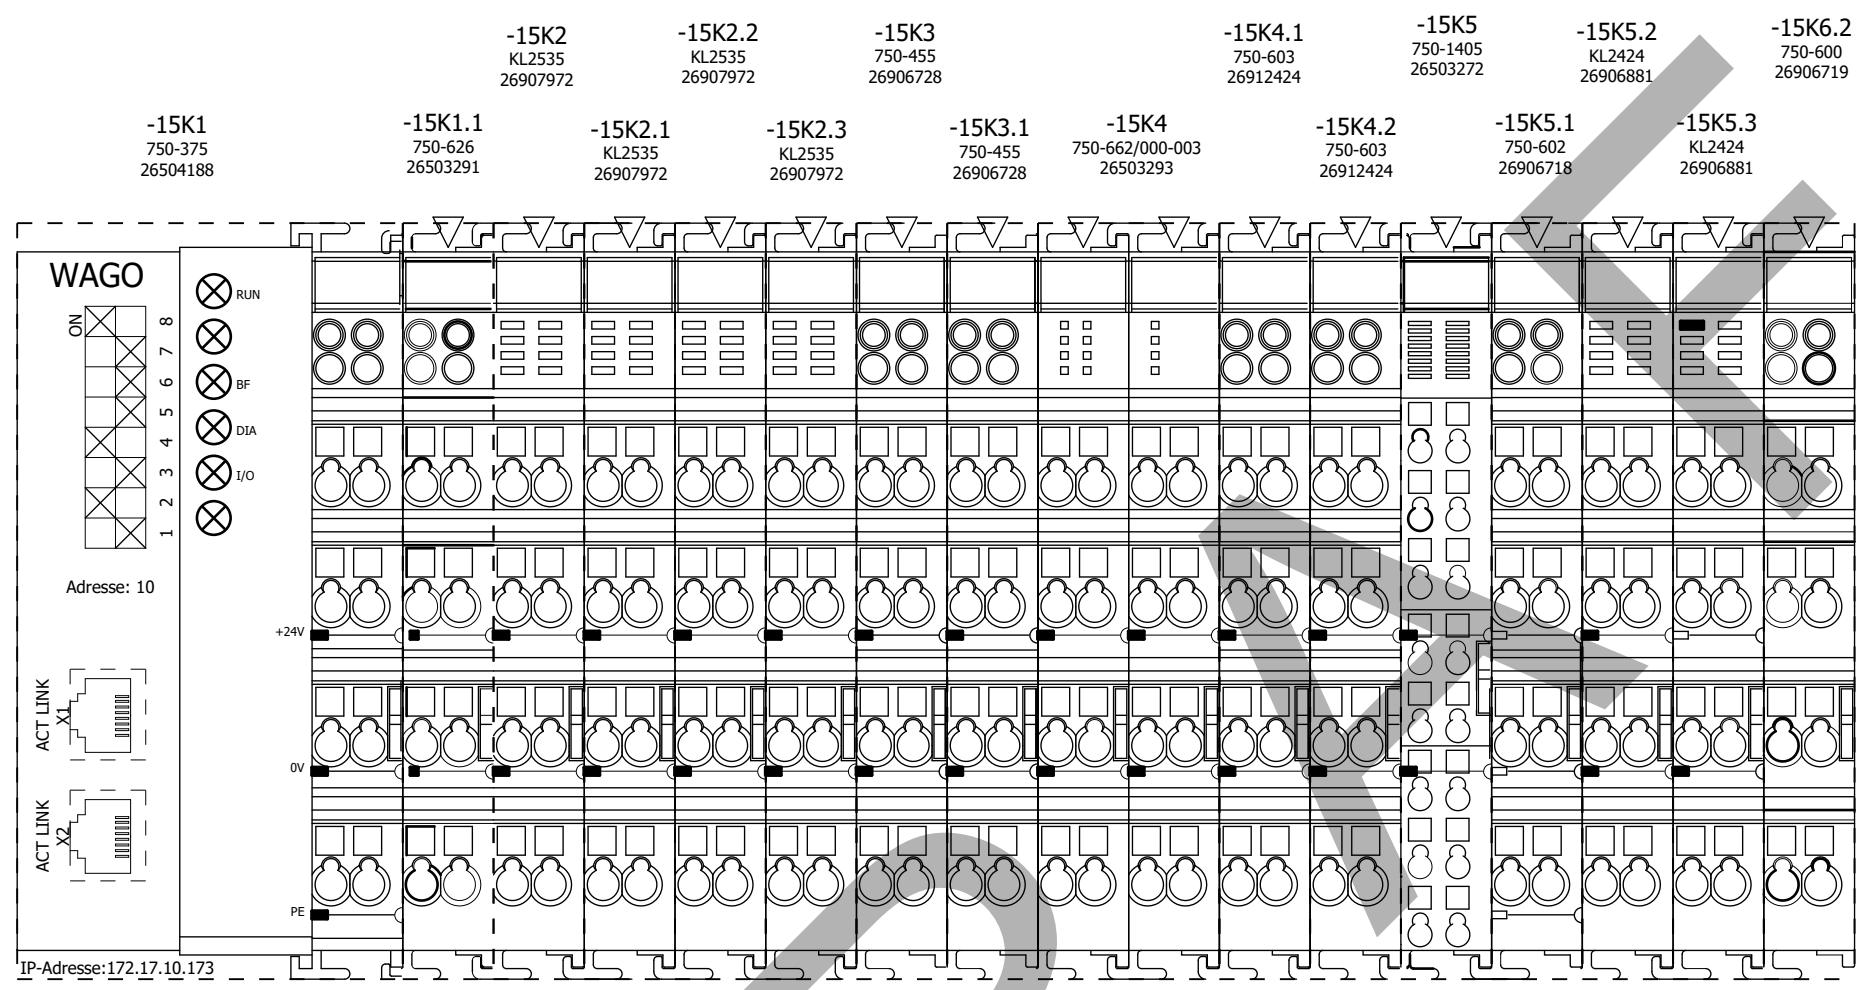 -15K2
KL2535
26907972
-15K2.2
KL2535
26907972
-15K3
750-455
26906728
-15K4.1
750-603
26912424
-15K5
750-1405
26503272
-15K5.2
KL2424
26906881
-15K6.2
750-600
26906719
-15K1
750-375
26504188
-15K1.1
750-626
26503291
-15K2.1
KL2535
26907972
-15K2.3
KL2535
26907972
-15K3.1
750-455
26906728
-15K4
750-662/000-003
26503293
-15K4.2
750-603
26912424
-15K5.1
750-602
26906718
-15K5.3
KL2424
26906881
WAGO
ON
8
7
6
5
4
3
2
1
RUN
BF
DIA
I/O
Adresse: 10
+24V
0V
PE
ACT LINK
X1
ACT LINK
X2
IP-Adresse:172.17.10.173